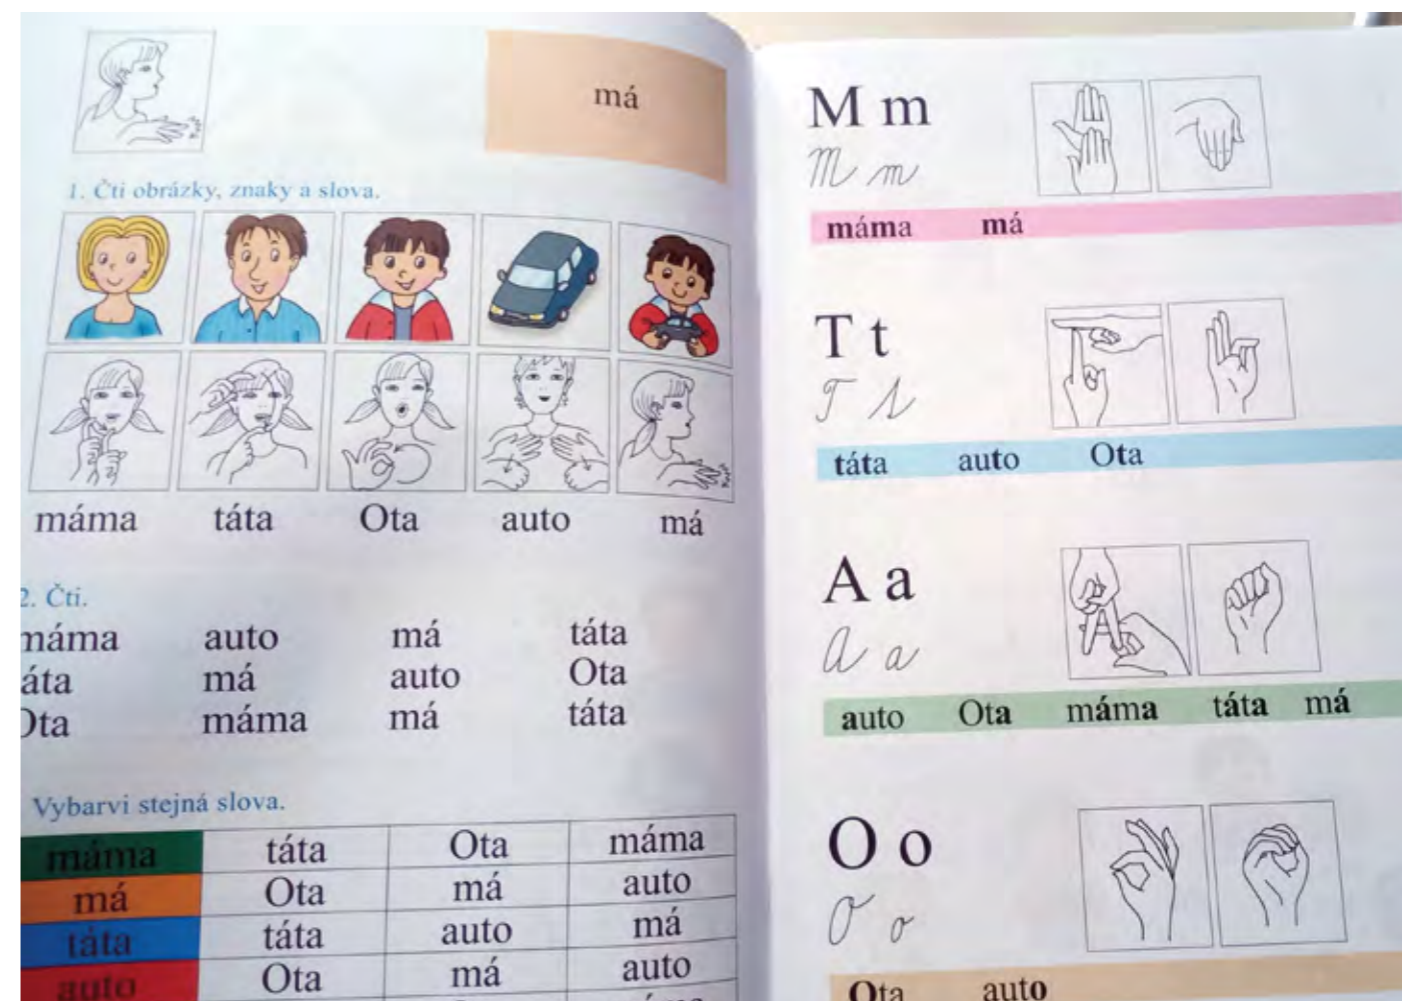 má
1. Čti obrázky, znaky a slova.
máma táta Ota auto má
2. Čti.
máma auto má táta
táta má auto Ota
Ota máma má táta
Vybarvi stejná slova.
máma táta Ota máma
má Ota má auto
táta táta auto má
auto Ota má auto
M m
M m
máma má
T t
T t
táta auto Ota
A a
A a
auto Ota máma táta má
O o
O o
Ota auto